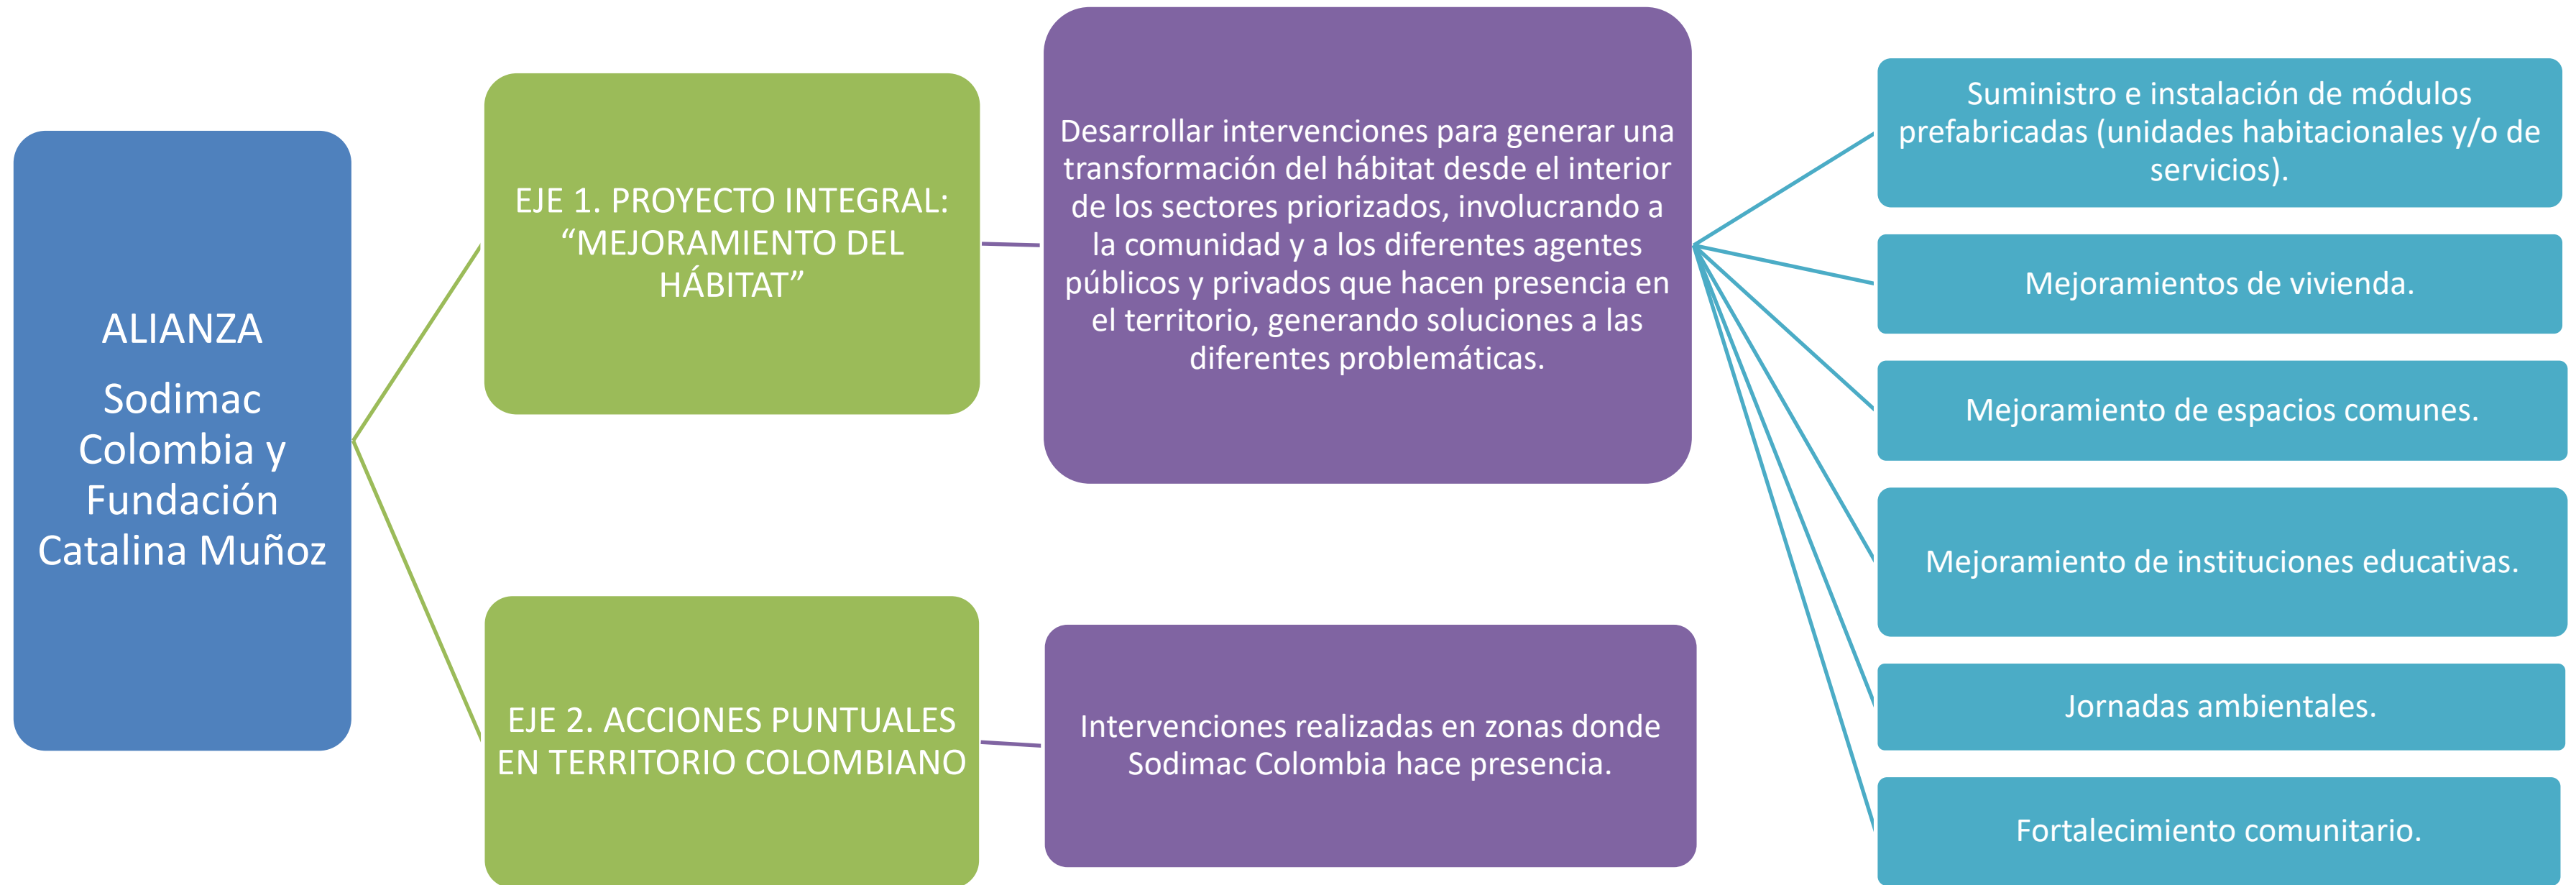 ALIANZA
Sodimac
Colombia y
Fundación
Catalina Muñoz
EJE 1. PROYECTO INTEGRAL:
“MEJORAMIENTO DEL
HÁBITAT”
Desarrollar intervenciones para generar una
transformación del hábitat desde el interior
de los sectores priorizados, involucrando a
la comunidad y a los diferentes agentes
públicos y privados que hacen presencia en
el territorio, generando soluciones a las
diferentes problemáticas.
Suministro e instalación de módulos
prefabricadas (unidades habitacionales y/o de
servicios).
Mejoramientos de vivienda.
Mejoramiento de espacios comunes.
Mejoramiento de instituciones educativas.
Jornadas ambientales.
Fortalecimiento comunitario.
EJE 2. ACCIONES PUNTUALES
EN TERRITORIO COLOMBIANO
Intervenciones realizadas en zonas donde
Sodimac Colombia hace presencia.